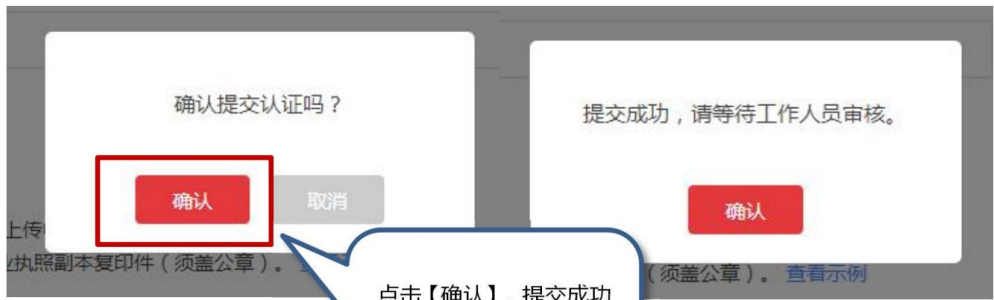 确认提交认证吗？
确认
取消
上传
业执照副本复印件（须盖公章）。
点击【确认】，提交成功
提交成功，请等待工作人员审核。
确认
（须盖公章）。 查看示例